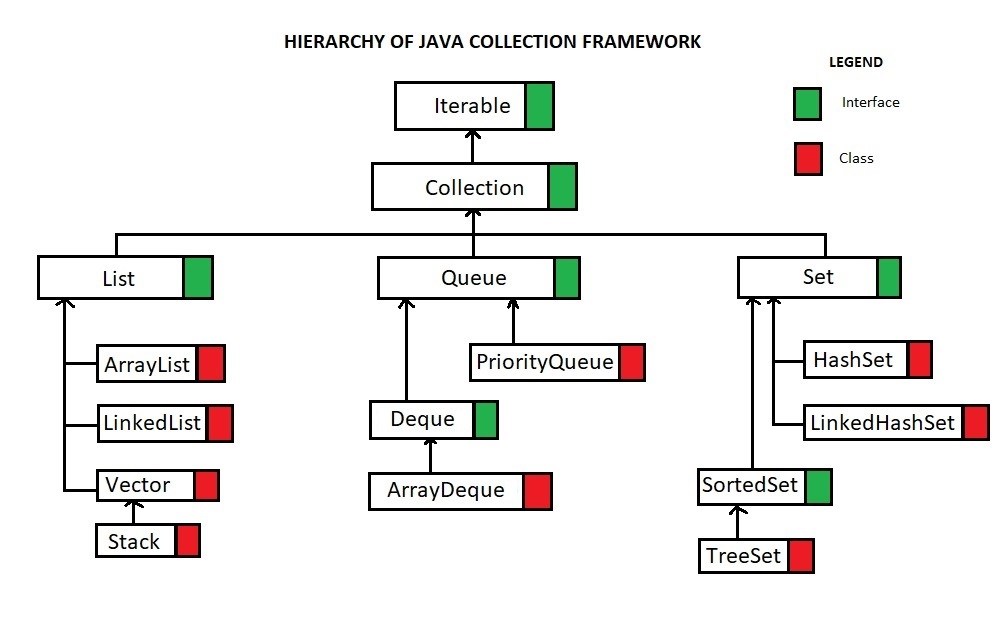 HIERARCHY OF JAVA COLLECTION FRAMEWORK
LEGEND
Interface
Class
Iterable
Collection
List
Queue
Set
ArrayList
PriorityQueue
HashSet
LinkedList
Deque
LinkedHashSet
Vector
ArrayDeque
SortedSet
Stack
TreeSet